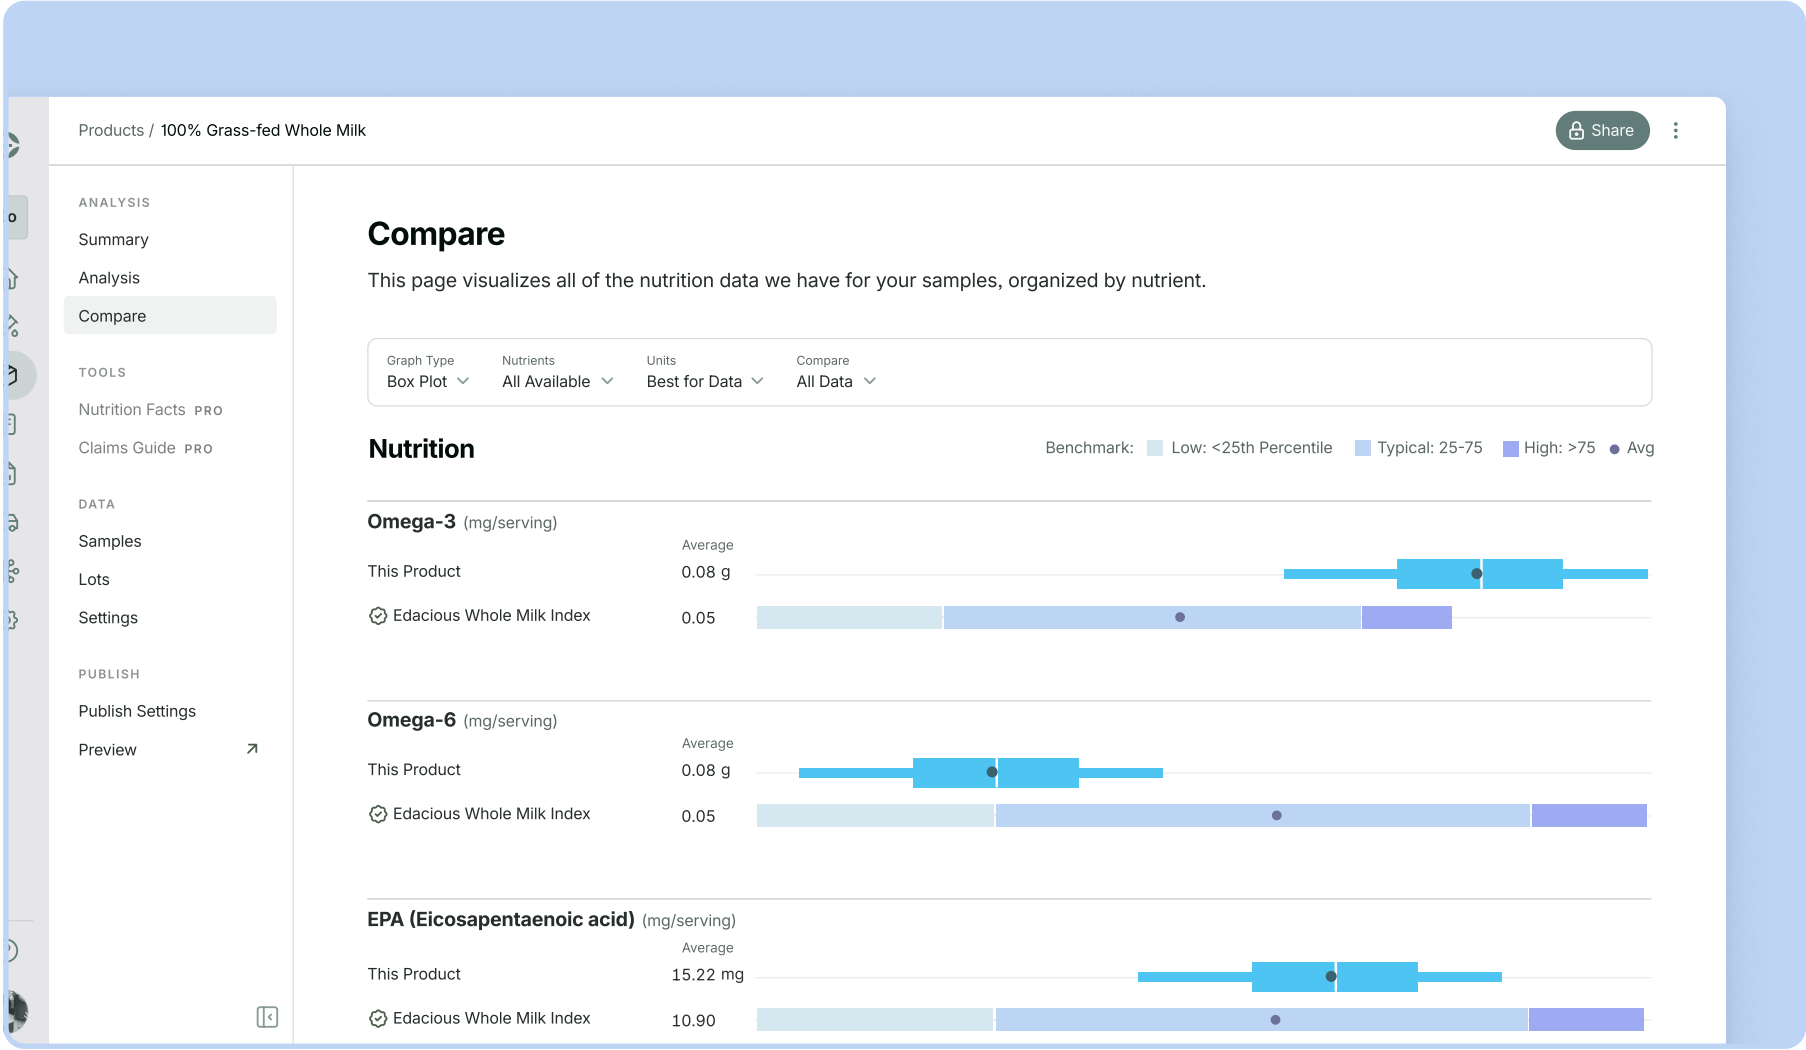 Products / 100% Grass-fed Whole Milk
Share
ANALYSIS
Summary
Analysis
Compare
TOOLS
Nutrition Facts PRO
Claims Guide PRO
DATA
Samples
Lots
Settings
PUBLISH
Publish Settings
Preview
Compare
This page visualizes all of the nutrition data we have for your samples, organized by nutrient.
Graph Type Nutrients Units Compare
Box Plot All Available Best for Data All Data
Nutrition
Benchmark: Low: <25th Percentile Typical: 25-75 High: >75 Avg
Omega-3 (mg/serving)
Average
This Product 0.08 g
Edacious Whole Milk Index 0.05
Omega-6 (mg/serving)
Average
This Product 0.08 g
Edacious Whole Milk Index 0.05
EPA (Eicosapentaenoic acid) (mg/serving)
Average
This Product 15.22 mg
Edacious Whole Milk Index 10.90